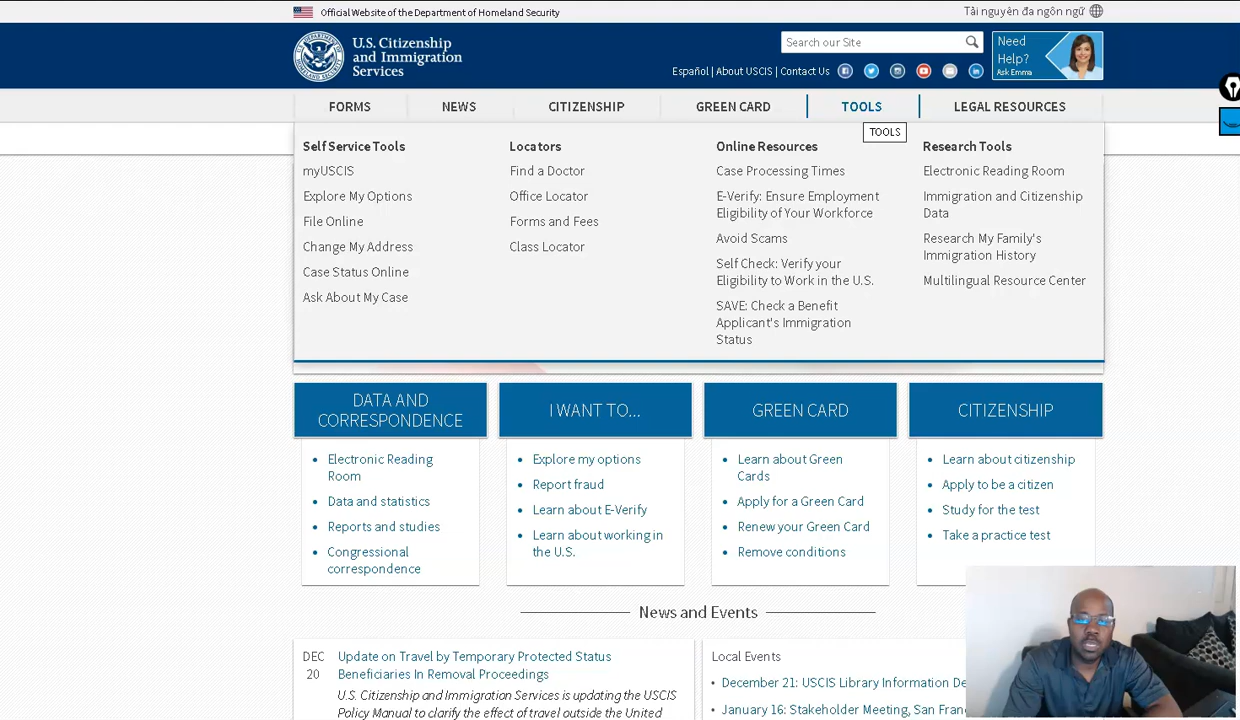 Official Website of the Department of Homeland Security
Tài nguyên đa ngôn ngữ
U.S. Citizenship
and Immigration
Services
Search our Site
Need
Help?
Ask Emma
Español | About USCIS | Contact Us
FORMS
NEWS
CITIZENSHIP
GREEN CARD
TOOLS
LEGAL RESOURCES
TOOLS
Self Service Tools
myUSCIS
Explore My Options
File Online
Change My Address
Case Status Online
Ask About My Case
Locators
Find a Doctor
Office Locator
Forms and Fees
Class Locator
Online Resources
Case Processing Times
E-Verify: Ensure Employment
Eligibility of Your Workforce
Avoid Scams
Self Check: Verify your
Eligibility to Work in the U.S.
SAVE: Check a Benefit
Applicant's Immigration
Status
Research Tools
Electronic Reading Room
Immigration and Citizenship
Data
Research My Family's
Immigration History
Multilingual Resource Center
DATA AND
CORRESPONDENCE
Electronic Reading
Room
Data and statistics
Reports and studies
Congressional
correspondence
I WANT TO...
Explore my options
Report fraud
Learn about E-Verify
Learn about working in
the U.S.
GREEN CARD
Learn about Green
Cards
Apply for a Green Card
Renew your Green Card
Remove conditions
CITIZENSHIP
Learn about citizenship
Apply to be a citizen
Study for the test
Take a practice test
News and Events
DEC
20
Update on Travel by Temporary Protected Status
Beneficiaries In Removal Proceedings
U.S. Citizenship and Immigration Services is updating the USCIS
Policy Manual to clarify the effect of travel outside the United
Local Events
December 21: USCIS Library Information De
January 16: Stakeholder Meeting, San Fran